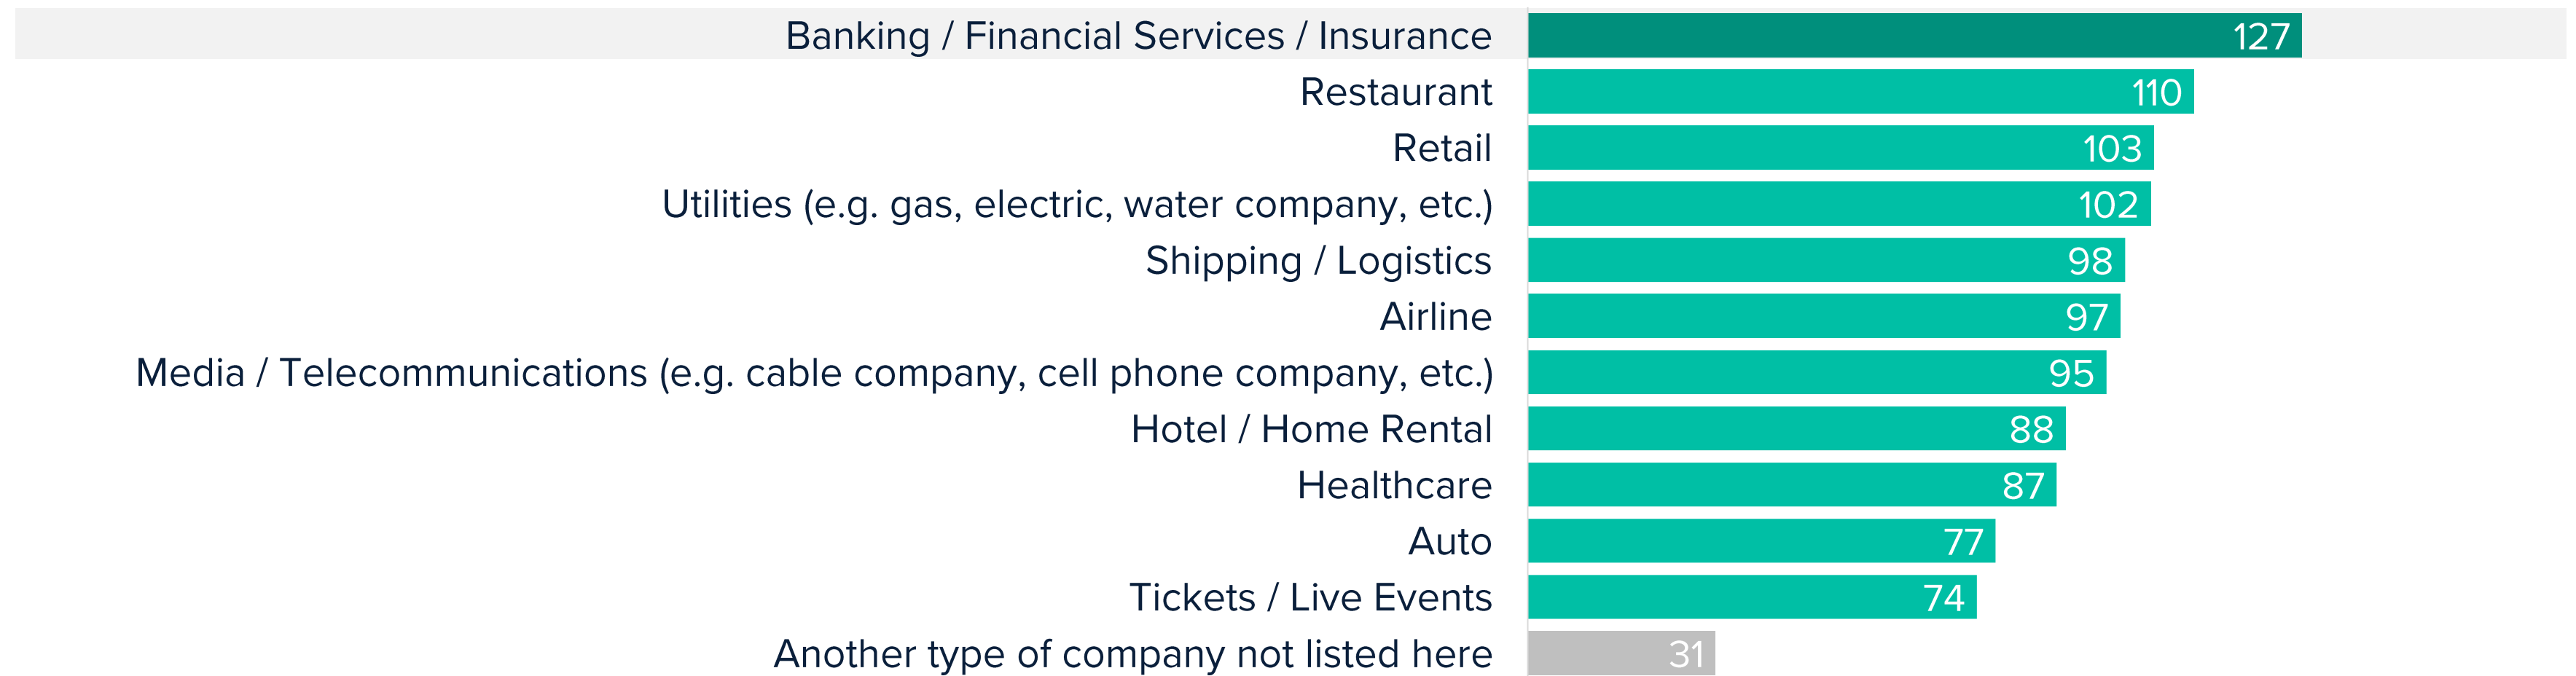 Banking / Financial Services / Insurance 127
Restaurant 110
Retail 103
Utilities (e.g. gas, electric, water company, etc.) 102
Shipping / Logistics 98
Airline 97
Media / Telecommunications (e.g. cable company, cell phone company, etc.) 95
Hotel / Home Rental 88
Healthcare 87
Auto 77
Tickets / Live Events 74
Another type of company not listed here 31